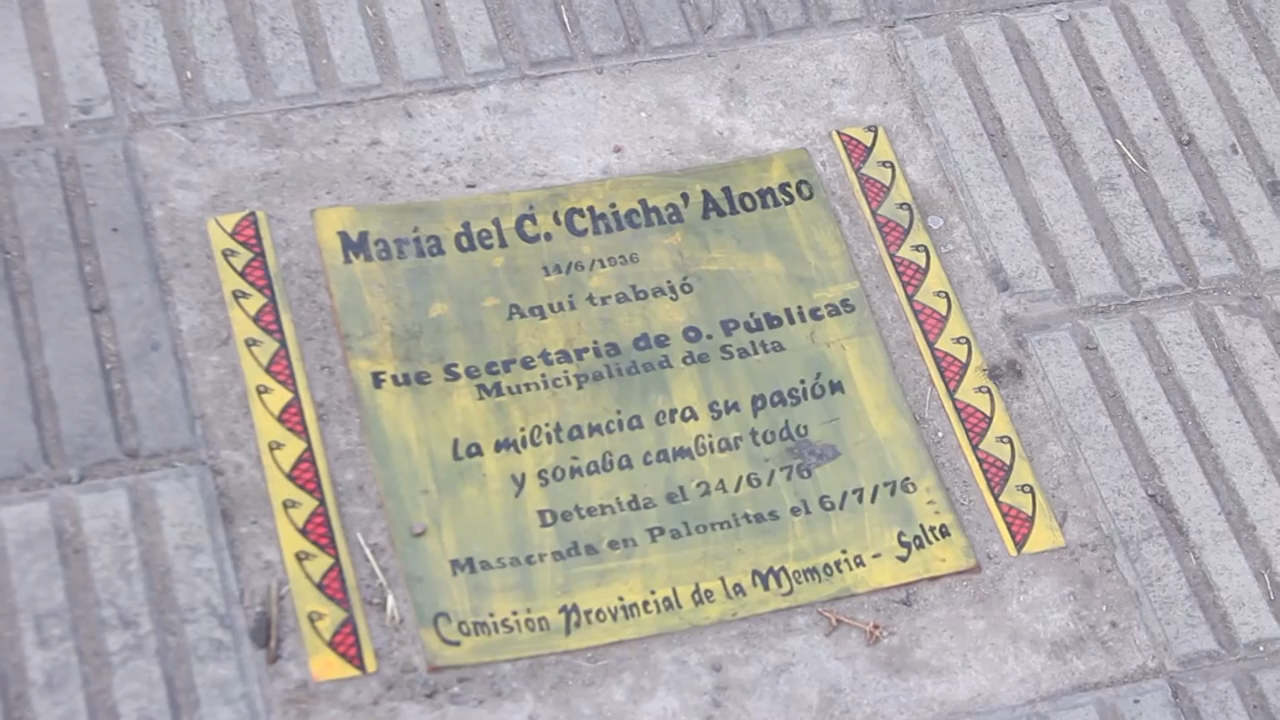 María del C. ‘Chicha’ Alonso
14/6/1936
Aquí trabajó
Fue Secretaria de O. Públicas
Municipalidad de Salta
La militancia era su pasión
y soñaba cambiar todo
Detenida el 24/6/76
Masacrada en Palomitas el 6/7/76
Comisión Provincial de la Memoria - Salta